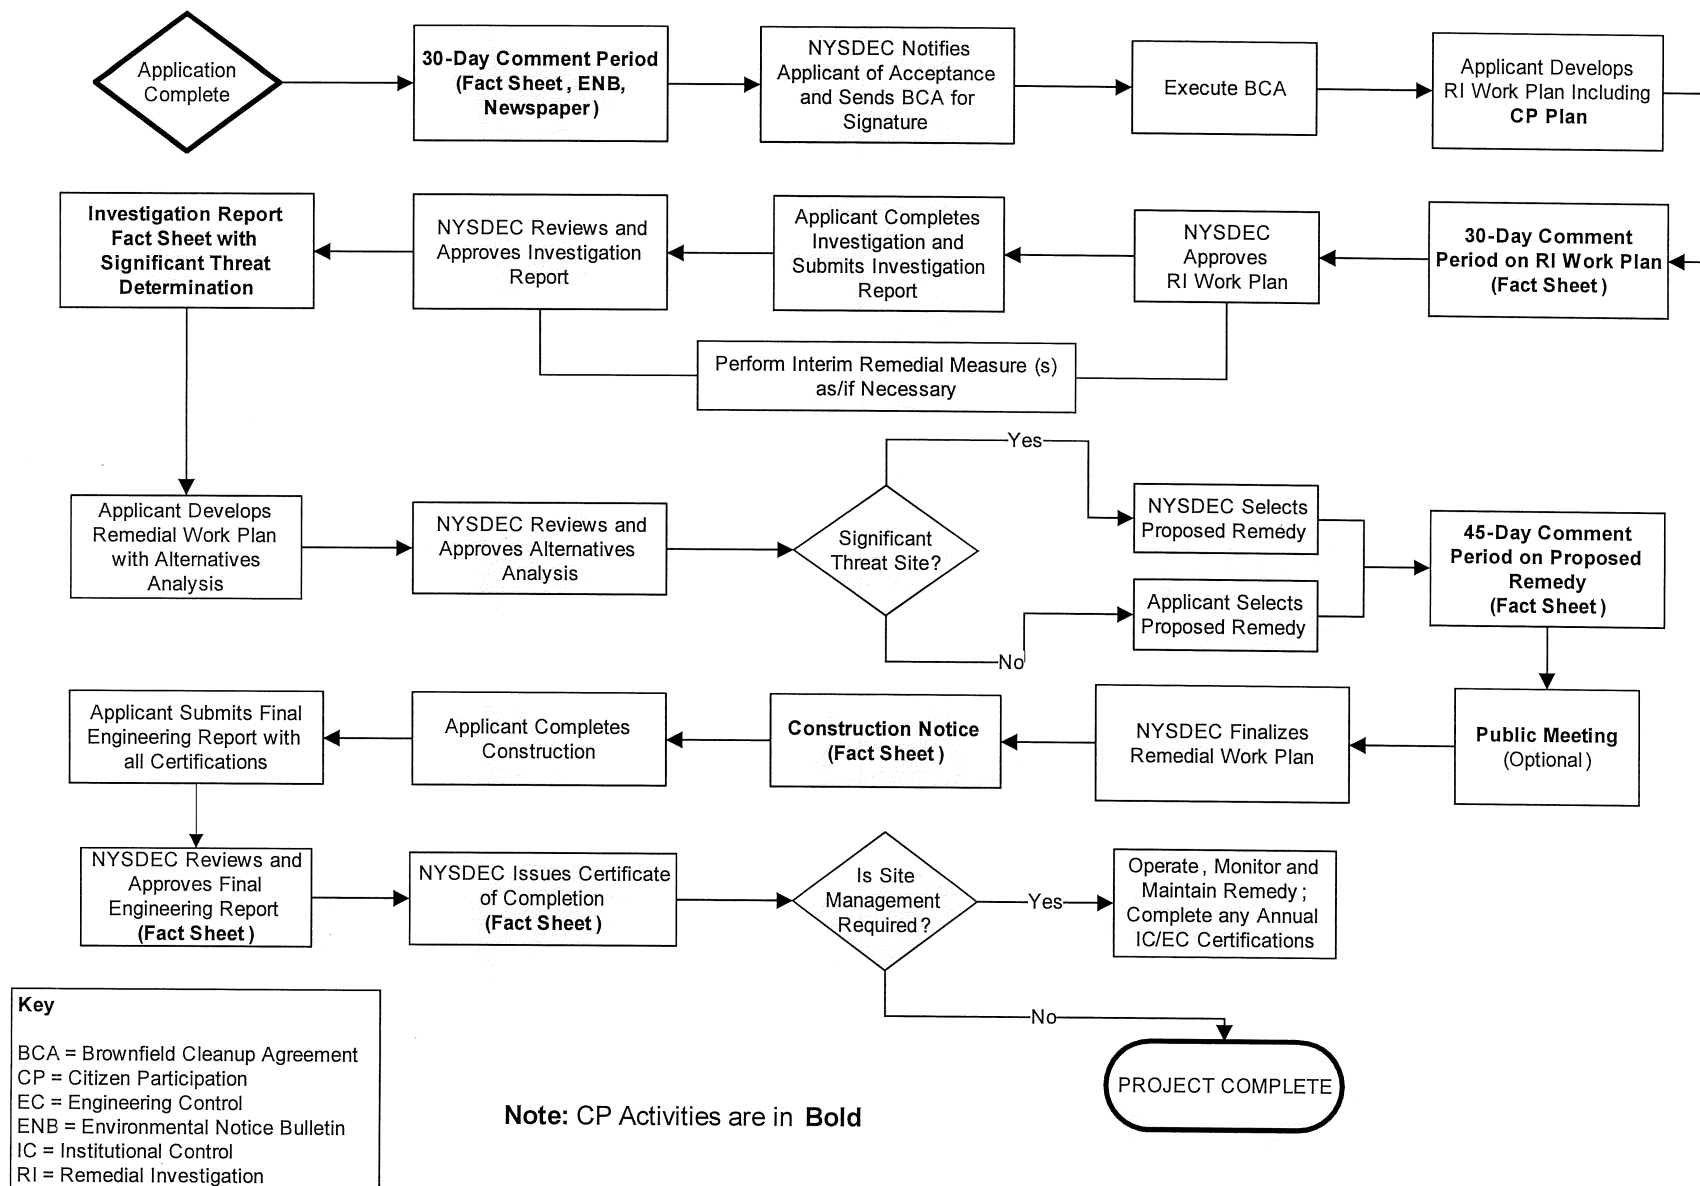 Application
Complete
30-Day Comment Period
(Fact Sheet, ENB,
Newspaper)
NYSDEC Notifies
Applicant of Acceptance
and Sends BCA for
Signature
Execute BCA
Applicant Develops
RI Work Plan Including
CP Plan
30-Day Comment
Period on RI Work Plan
(Fact Sheet)
NYSDEC
Approves
RI Work Plan
Applicant Completes
Investigation and
Submits Investigation
Report
NYSDEC Reviews and
Approves Investigation
Report
Investigation Report
Fact Sheet with
Significant Threat
Determination
Perform Interim Remedial Measure (s)
as/if Necessary
Applicant Develops
Remedial Work Plan
with Alternatives
Analysis
NYSDEC Reviews and
Approves Alternatives
Analysis
Significant
Threat Site?
Yes
NYSDEC Selects
Proposed Remedy
No
Applicant Selects
Proposed Remedy
45-Day Comment
Period on Proposed
Remedy
(Fact Sheet)
Public Meeting
(Optional)
NYSDEC Finalizes
Remedial Work Plan
Construction Notice
(Fact Sheet)
Applicant Completes
Construction
Applicant Submits Final
Engineering Report with
all Certifications
NYSDEC Reviews and
Approves Final
Engineering Report
(Fact Sheet)
NYSDEC Issues Certificate
of Completion
(Fact Sheet)
Is Site
Management
Required?
Yes
Operate, Monitor and
Maintain Remedy;
Complete any Annual
IC/EC Certifications
No
PROJECT COMPLETE
Key
BCA = Brownfield Cleanup Agreement
CP = Citizen Participation
EC = Engineering Control
ENB = Environmental Notice Bulletin
IC = Institutional Control
RI = Remedial Investigation
Note: CP Activities are in Bold